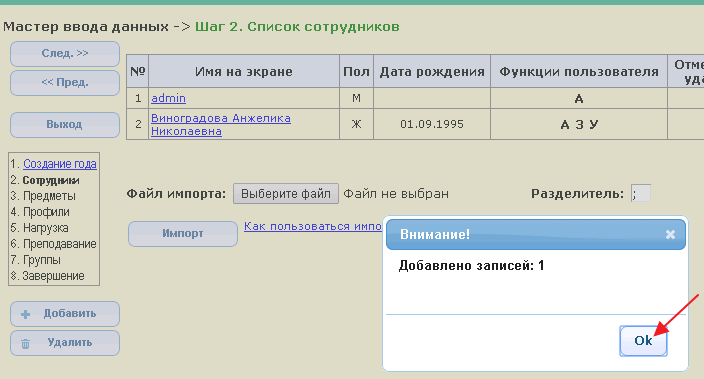 Мастер ввода данных -> Шаг 2. Список сотрудников
След. >>
<< Пред.
Выход
1. Создание года
2. Сотрудники
3. Предметы
4. Профили
5. Нагрузка
6. Преподавание
7. Группы
8. Завершение
Добавить
Удалить
№ Имя на экране Пол Дата рождения Функции пользователя Отме
уда
1 admin М А
2 Виноградова Анжелика
Николаевна Ж 01.09.1995 А З У
Файл импорта: Выберите файл Файл не выбран Разделитель: ;
Импорт Как пользоваться импо
Внимание!
Добавлено записей: 1
Ok